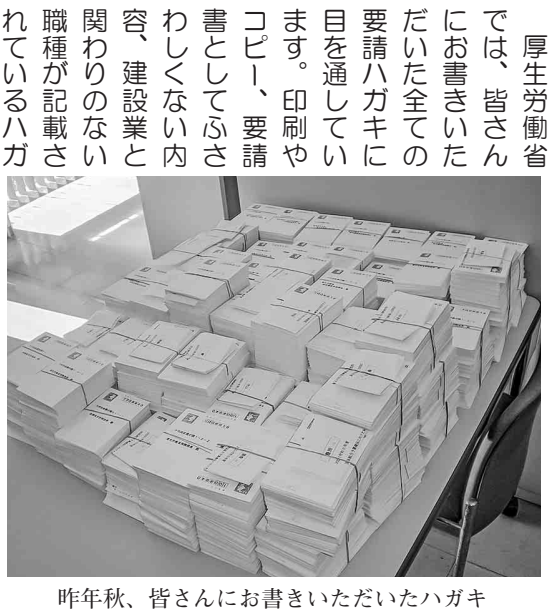 厚生労働省
では、皆さん
にお書きいた
だいた全ての
要請ハガキに
目を通してい
ます。印刷や
コピー、要請
書としてふさ
わしくない内
容、建設業と
関わりのない
職種が記載さ
れているハガ
昨年秋、皆さんにお書きいただいたハガキ